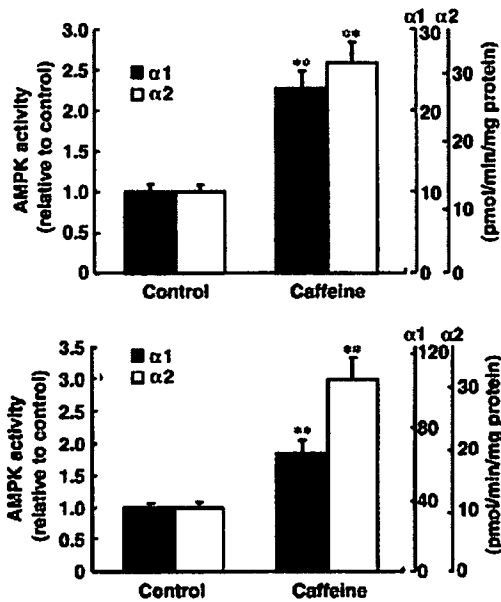 α1 α2
3.0
2.5
2.0
1.5
1.0
0.5
0
AMPK activity
(relative to control)
α1
α2
**
**
Control
Caffeine
30
20
10
0
30
20
10
0
(pmol/min/mg protein)
α1 α2
3.5
3.0
2.5
2.0
1.5
1.0
0.5
0
AMPK activity
(relative to control)
α1
α2
**
**
Control
Caffeine
120
80
40
0
30
20
10
0
(pmol/min/mg protein)